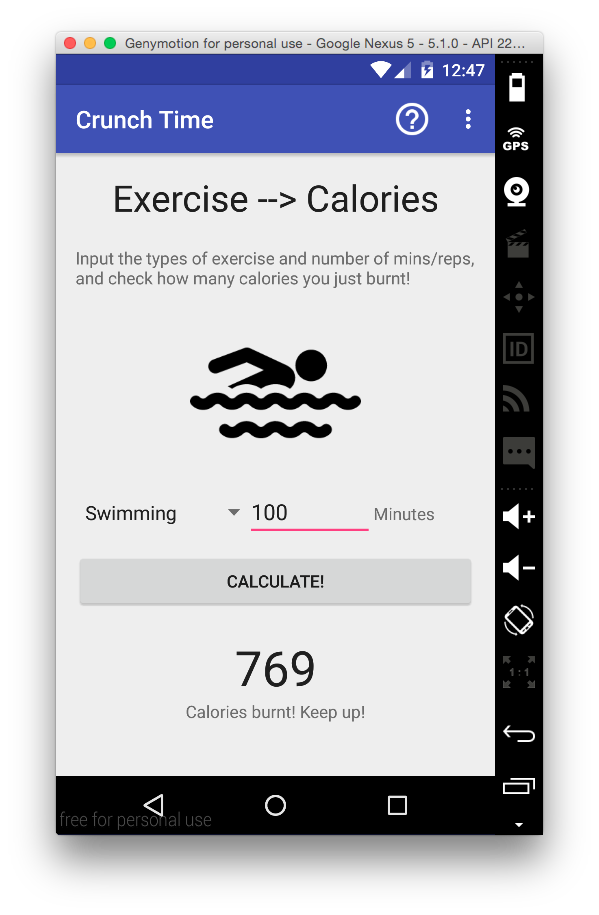 Genymotion for personal use - Google Nexus 5 - 5.1.0 - API 22...
12:47
Crunch Time
Exercise --> Calories
Input the types of exercise and number of mins/reps,
and check how many calories you just burnt!
Swimming
100
Minutes
CALCULATE!
769
Calories burnt! Keep up!
free for personal use
GPS
ID
1:1